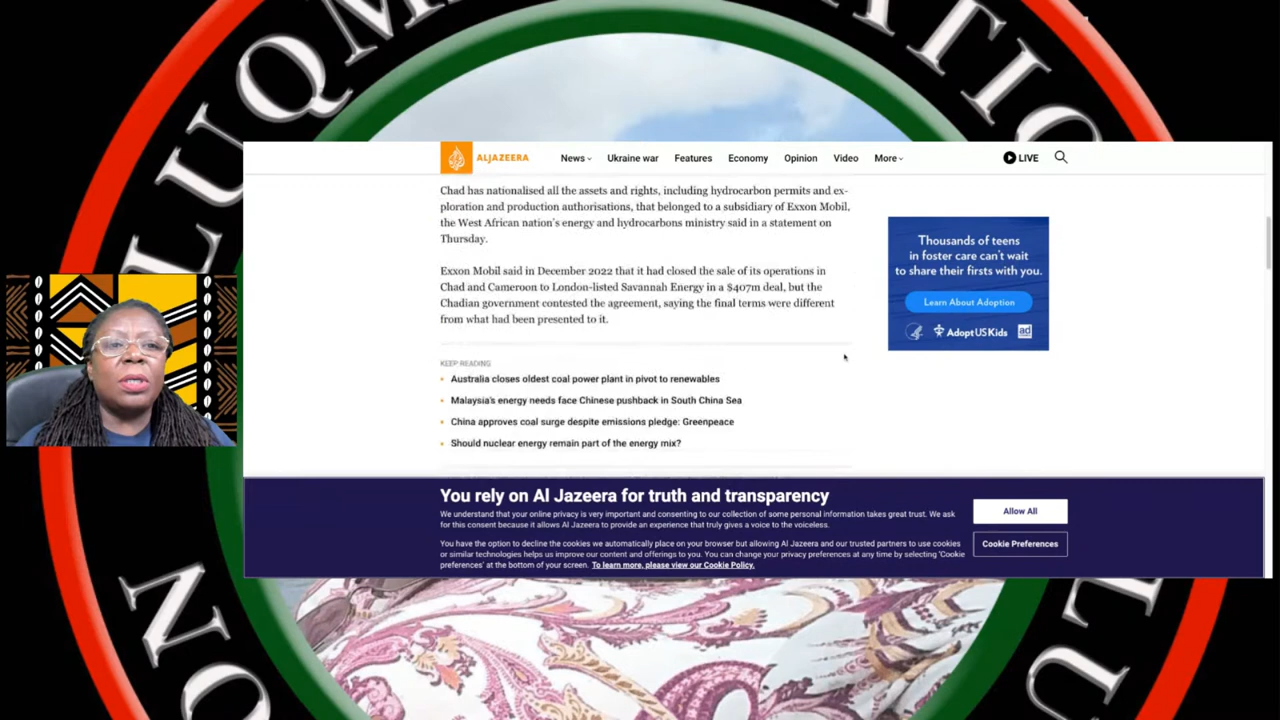 LUQM
ATIO
ALJAZEERA
News Ukraine war Features Economy Opinion Video More LIVE
Chad has nationalised all the assets and rights, including hydrocarbon permits and ex-
ploration and production authorisations, that belonged to a subsidiary of Exxon Mobil,
the West African nation's energy and hydrocarbons ministry said in a statement on
Thursday.
Exxon Mobil said in December 2022 that it had closed the sale of its operations in
Chad and Cameroon to London-listed Savannah Energy in a $407m deal, but the
Chadian government contested the agreement, saying the final terms were different
from what had been presented to it.
Thousands of teens
in foster care can't wait
to share their firsts with you.
Learn About Adoption
AdoptUSKids
ad
KEEP READING
Australia closes oldest coal power plant in pivot to renewables
Malaysia's energy needs face Chinese pushback in South China Sea
China approves coal surge despite emissions pledge: Greenpeace
Should nuclear energy remain part of the energy mix?
You rely on Al Jazeera for truth and transparency
We understand that your online privacy is very important and consenting to our collection of some personal information takes great trust. We ask
for this consent because it allows Al Jazeera to provide an experience that truly gives a voice to the voiceless.
You have the option to decline the cookies we automatically place on your browser but allowing Al Jazeera and our trusted partners to use cookies
or similar technologies helps us improve our content and offerings to you. You can change your privacy preferences at any time by selecting 'Cookie
preferences' at the bottom of your screen. To learn more, please view our Cookie Policy.
Allow All
Cookie Preferences